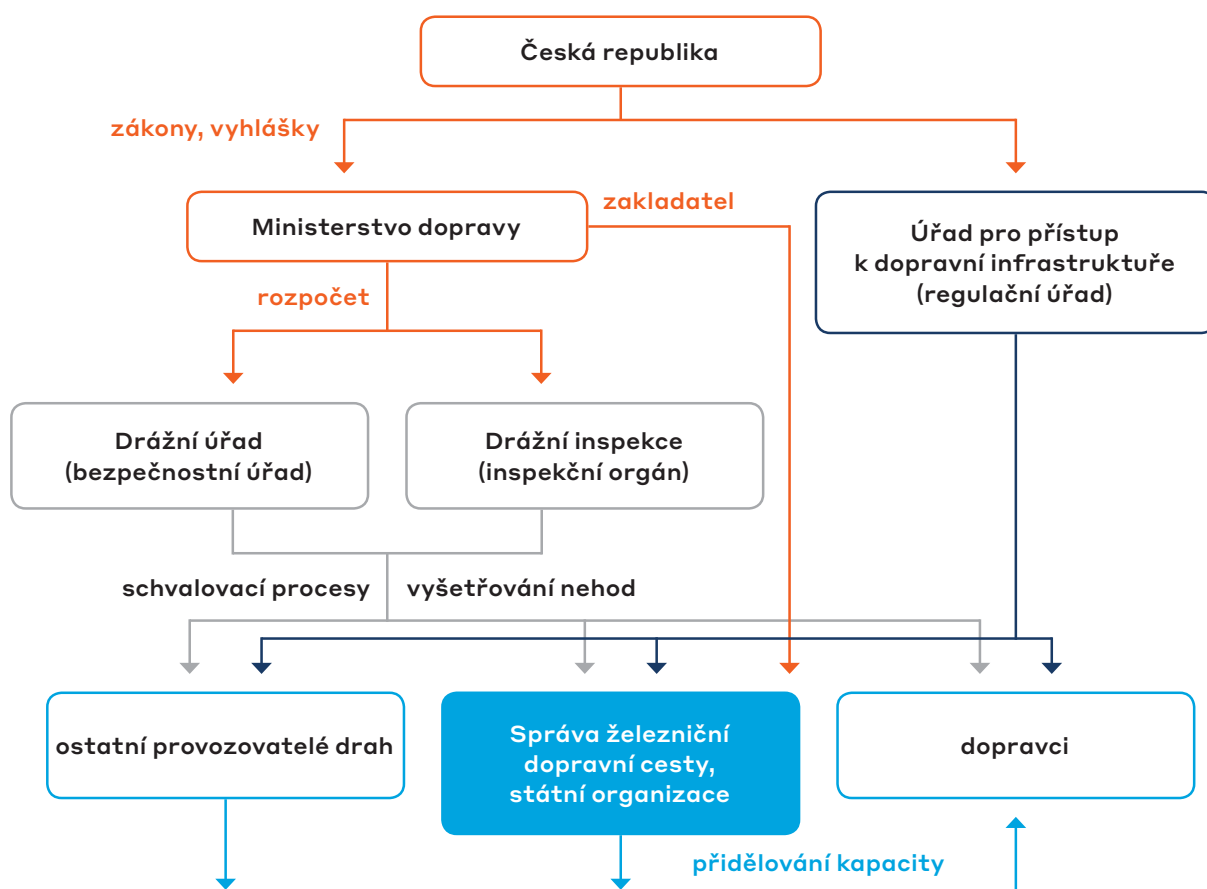 Česká republika
zákony, vyhlášky
Ministerstvo dopravy
zakladatel
Úřad pro přístup
k dopravní infrastruktuře
(regulační úřad)
rozpočet
Drážní úřad
(bezpečnostní úřad)
Drážní inspekce
(inspekční orgán)
schvalovací procesy
vyšetřování nehod
ostatní provozovatelé drah
Správa železniční
dopravní cesty,
státní organizace
dopravci
přidělování kapacity